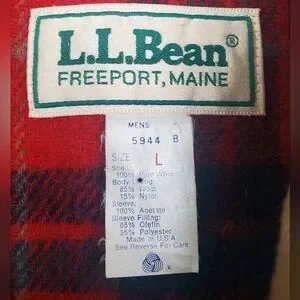 L.L.Bean®
FREEPORT, MAINE
MENS
5944 B
SIZE L
Shell:
100% Pure Wool
Body Lining:
85% Wool
15% Nylon
Sleeve:
100% Acetate
Sleeve Filling:
65% Olefin
35% Polyester
Made in U.S.A.
See Reverse For Care
®